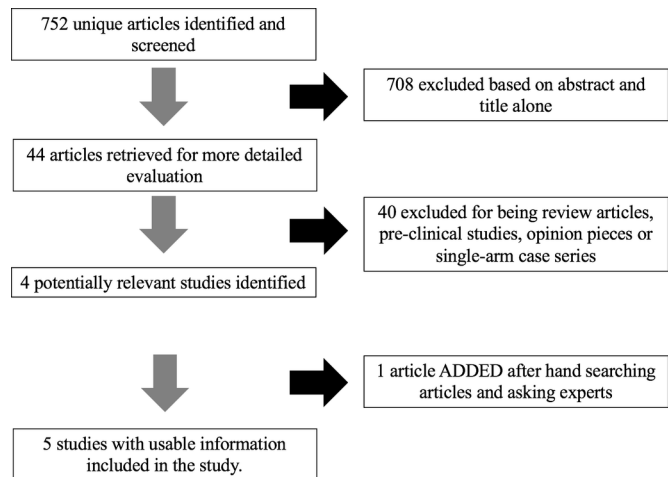 752 unique articles identified and
screened
708 excluded based on abstract and
title alone
44 articles retrieved for more detailed
evaluation
40 excluded for being review articles,
pre-clinical studies, opinion pieces or
single-arm case series
4 potentially relevant studies identified
1 article ADDED after hand searching
articles and asking experts
5 studies with usable information
included in the study.